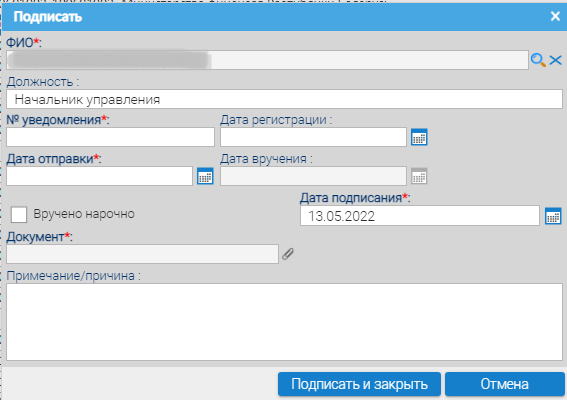 Подписать
ФИО*:
Должность :
Начальник управления
№ уведомления*: Дата регистрации :
Дата отправки*: Дата вручения :
Дата подписания*:
Вручено нарочно
13.05.2022
Документ*:
Примечание/причина :
Подписать и закрыть Отмена